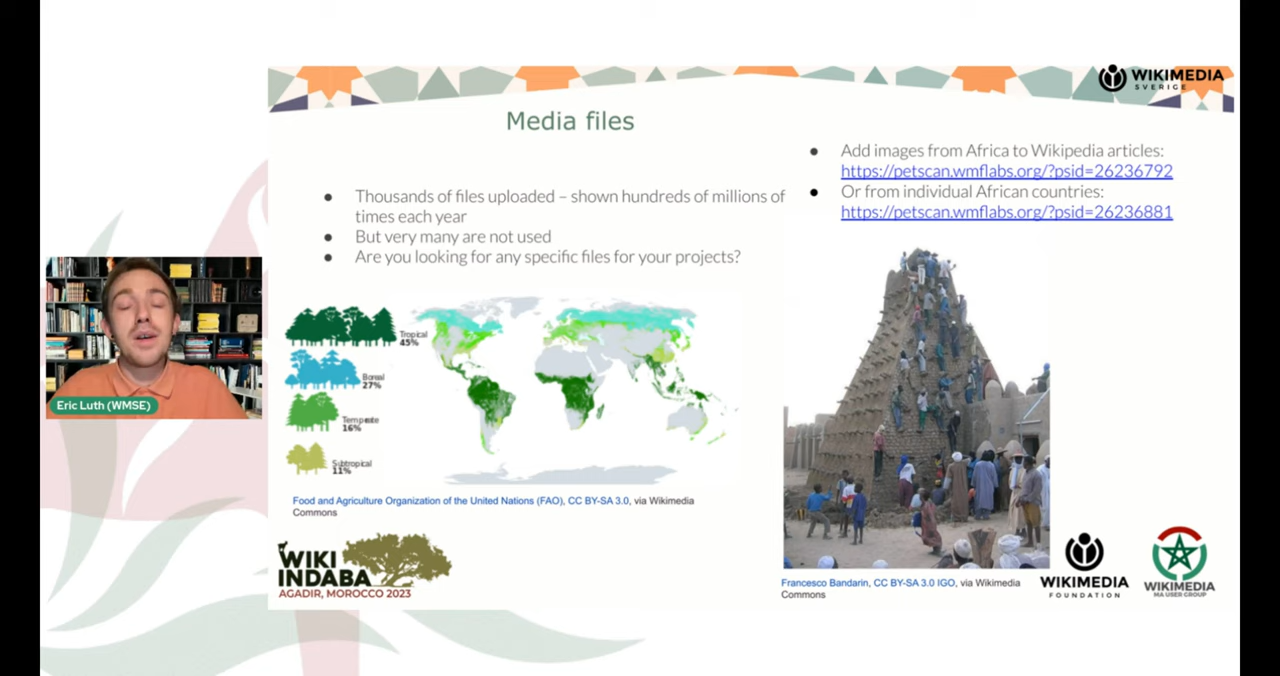 WIKIMEDIA
SVERIGE
Media files
Thousands of files uploaded – shown hundreds of millions of
times each year
But very many are not used
Are you looking for any specific files for your projects?
Add images from Africa to Wikipedia articles:
https://petscan.wmflabs.org/?psid=26236792
Or from individual African countries:
https://petscan.wmflabs.org/?psid=26236881
Eric Luth (WMSE)
Tropical
45%
Boreal
27%
Temperate
16%
Subtropical
11%
Food and Agriculture Organization of the United Nations (FAO), CC BY-SA 3.0, via Wikimedia
Commons
Francesco Bandarin, CC BY-SA 3.0 IGO, via Wikimedia
Commons
WIKI
INDABA
AGADIR, MOROCCO 2023
WIKIMEDIA
FOUNDATION
WIKIMEDIA
MA USER GROUP